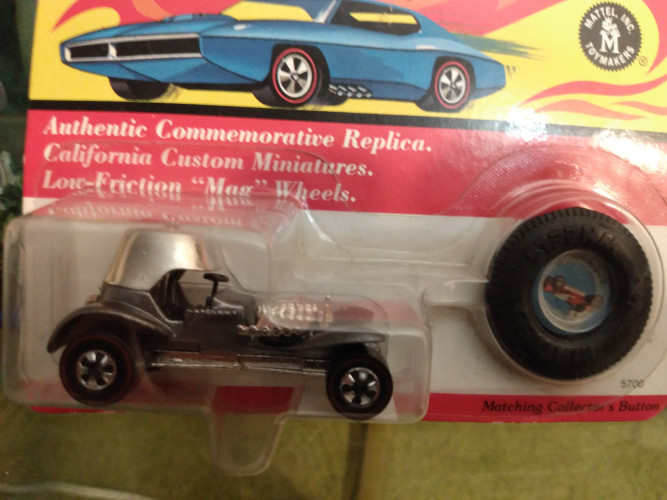 MATTEL, INC.
M
TOYMAKERS
Authentic Commemorative Replica.
California Custom Miniatures.
Low-Friction "Mag" Wheels.
5700
Matching Collector's Button